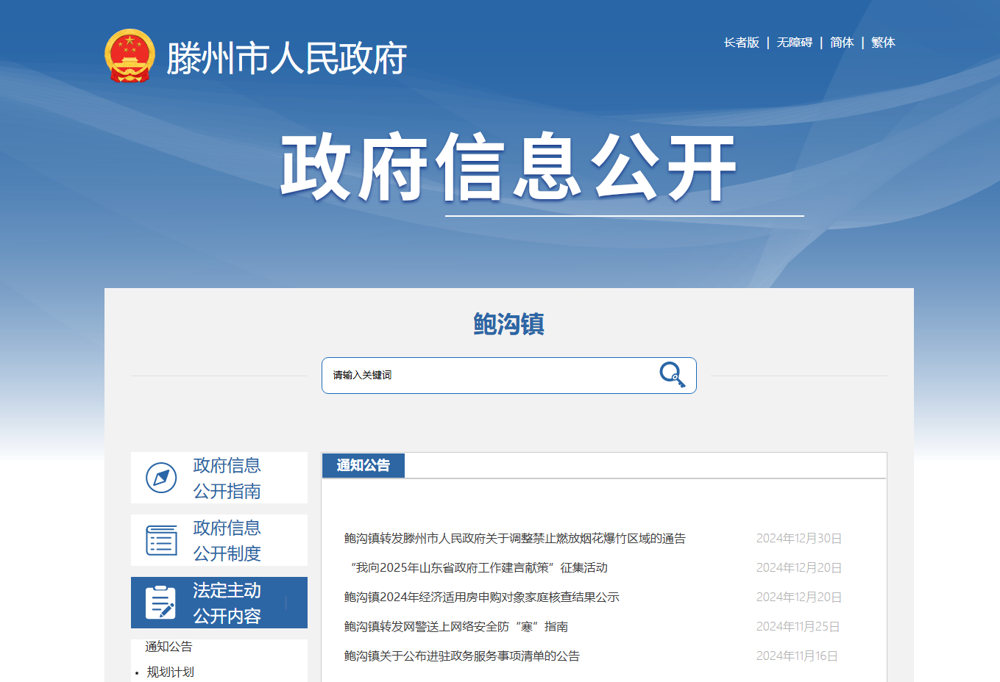 滕州市人民政府
长者版 | 无障碍 | 简体 | 繁体
政府信息公开
鲍沟镇
请输入关键词
政府信息
公开指南
政府信息
公开制度
法定主动
公开内容
通知公告
• 规划计划
通知公告
鲍沟镇转发滕州市人民政府关于调整禁止燃放烟花爆竹区域的通告 2024年12月30日
“我向2025年山东省政府工作建言献策”征集活动 2024年12月20日
鲍沟镇2024年经济适用房申购对象家庭核查结果公示 2024年12月20日
鲍沟镇转发网警送上网络安全防“寒”指南 2024年11月25日
鲍沟镇关于公布进驻政务服务事项清单的公告 2024年11月16日